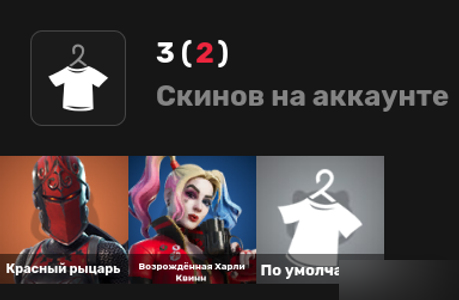 3 (2)
Скинов на аккаунте
Красный рыцарь
Возрождённая Харли
Квинн
По умолча